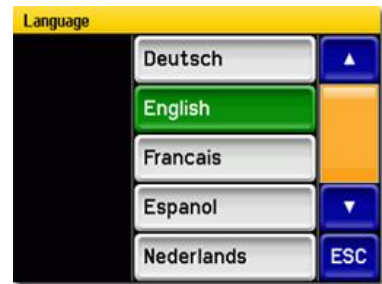 Language
Deutsch
English
Francais
Espanol
Nederlands
ESC